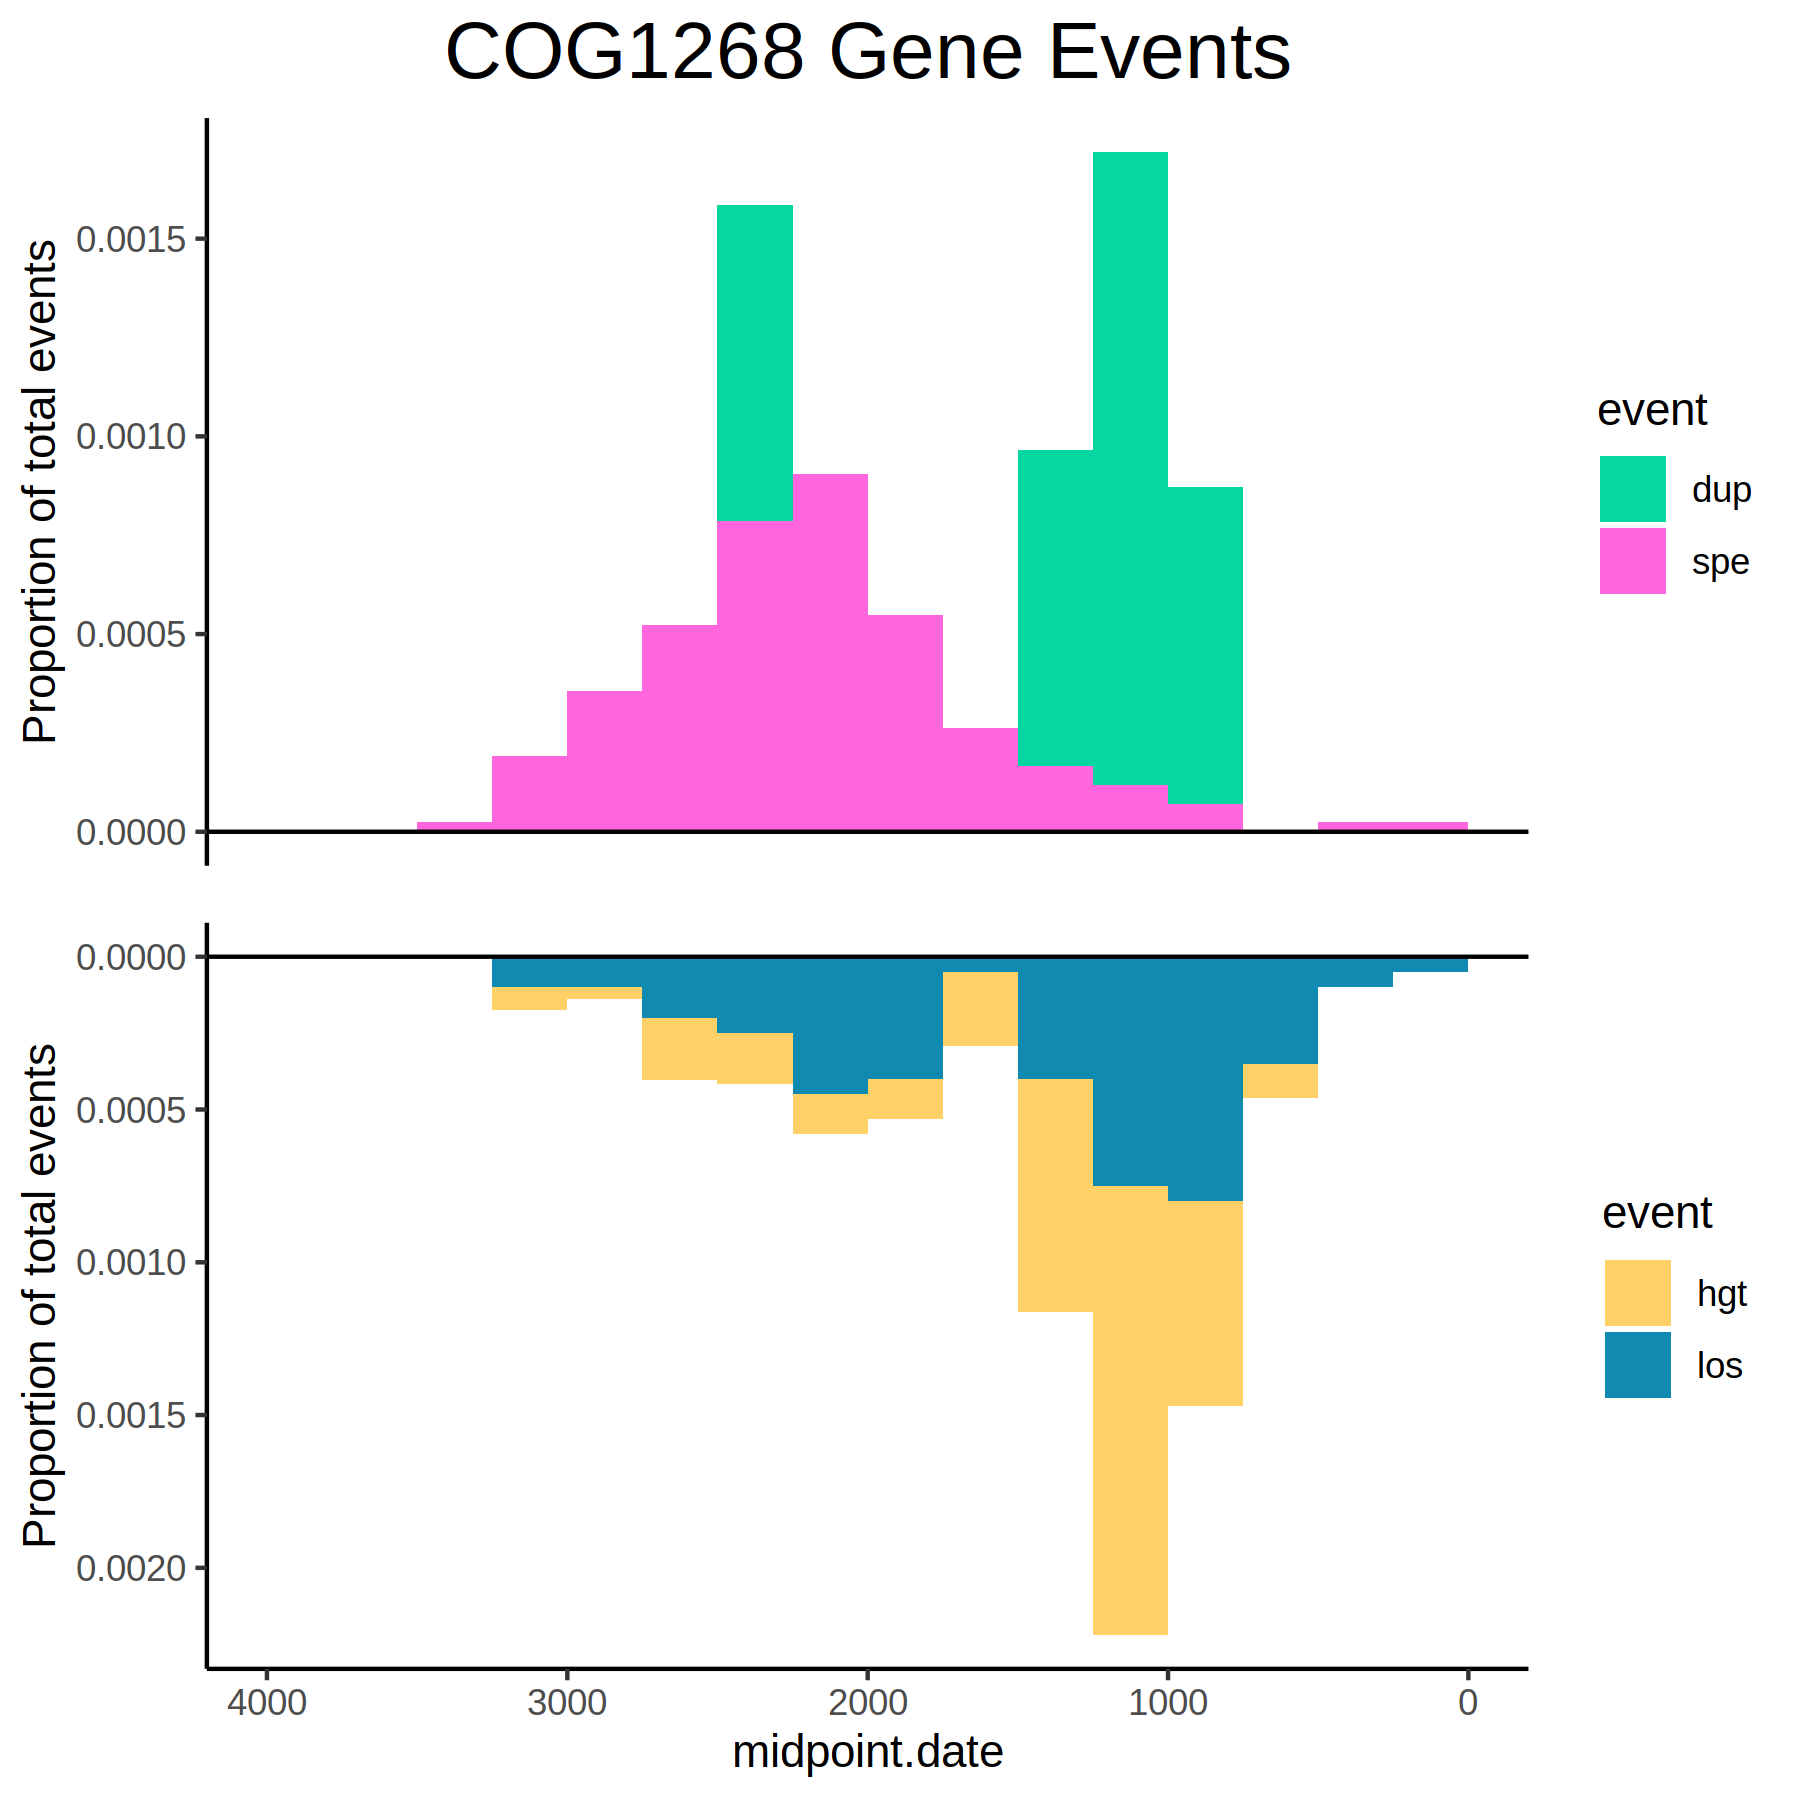 COG1268 Gene Events
Proportion of total events
0.0015
0.0010
0.0005
0.0000
event
dup
spe
Proportion of total events
0.0000
0.0005
0.0010
0.0015
0.0020
event
hgt
los
4000 3000 2000 1000 0
midpoint.date